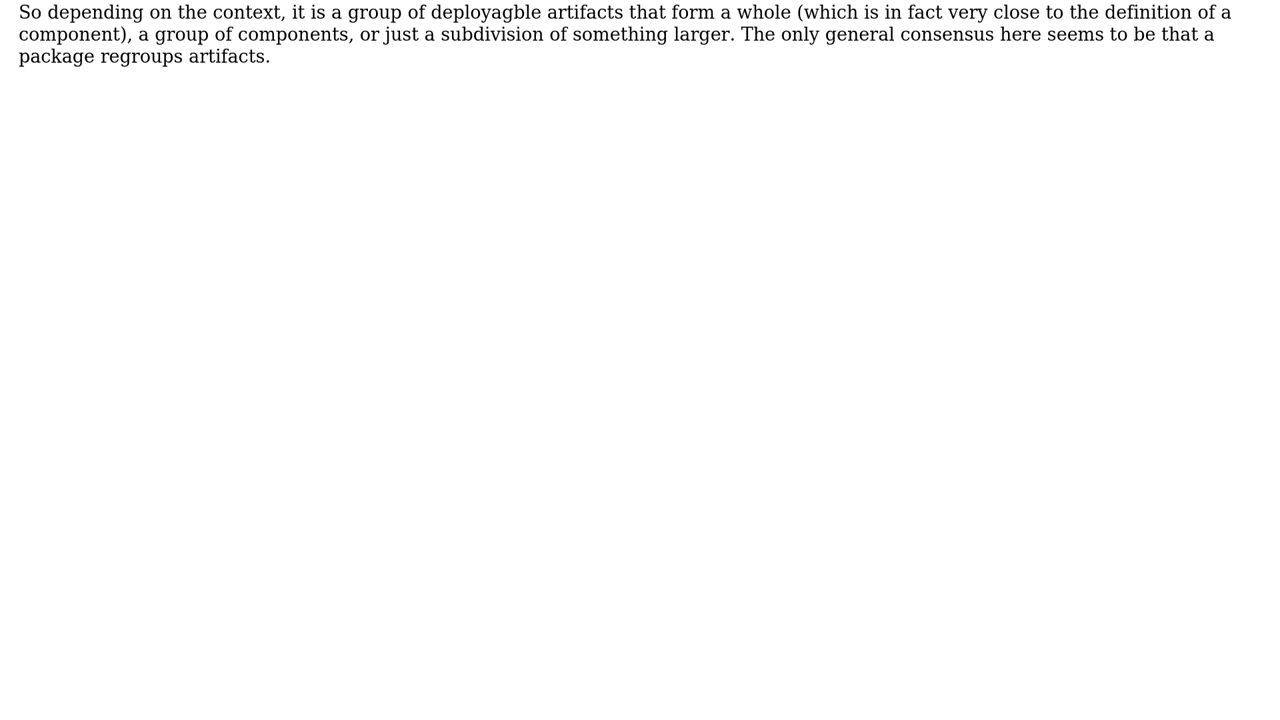 So depending on the context, it is a group of deployagble artifacts that form a whole (which is in fact very close to the definition of a
component), a group of components, or just a subdivision of something larger. The only general consensus here seems to be that a
package regroups artifacts.